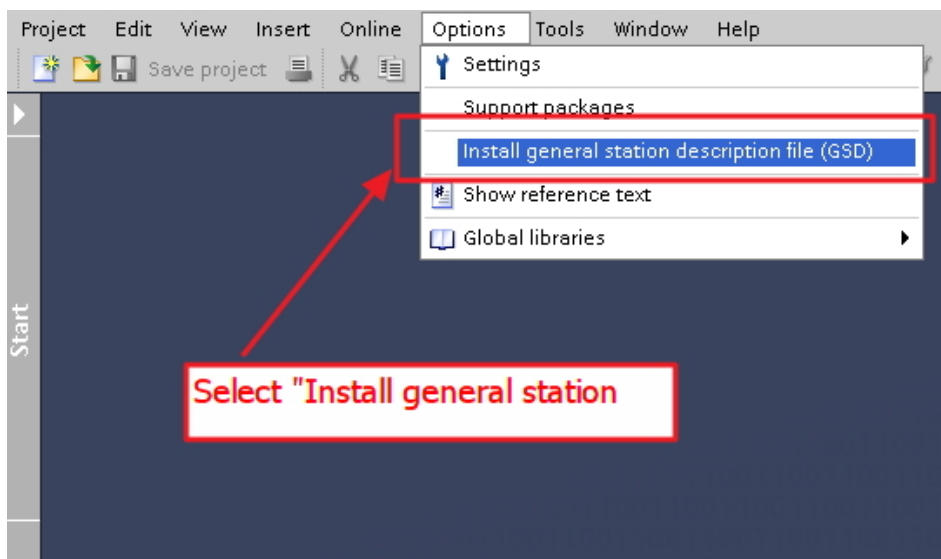 Project Edit View Insert Online Options Tools Window Help
Save project
Settings
Support packages
Install general station description file (GSD)
Show reference text
Global libraries
Start
Select "Install general station